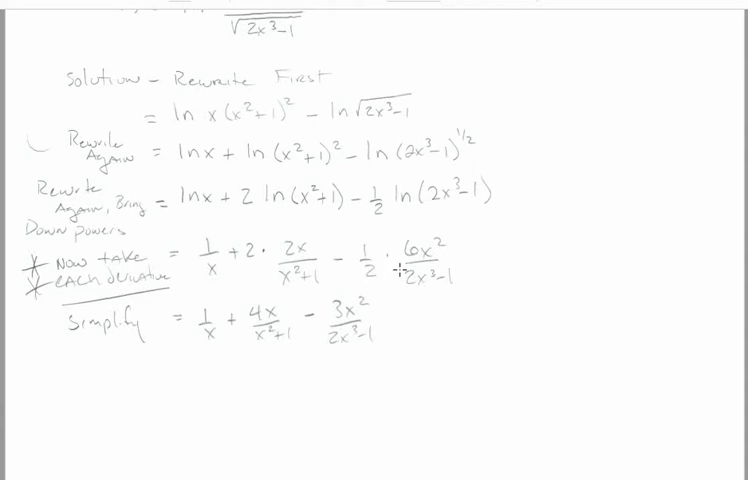 √2x³-1
Solution - Rewrite First
= ln x(x²+1)² - ln √2x³-1
Rewrite Again = ln x + ln (x²+1)² - ln (2x³-1)^1/2
Rewrite Again, Bring Down powers = ln x + 2 ln (x²+1) - 1/2 ln (2x³-1)
* Now take * EACH derivative = 1/x + 2 · 2x/x²+1 - 1/2 · 6x²/2x³-1
Simplify = 1/x + 4x/x²+1 - 3x²/2x³-1